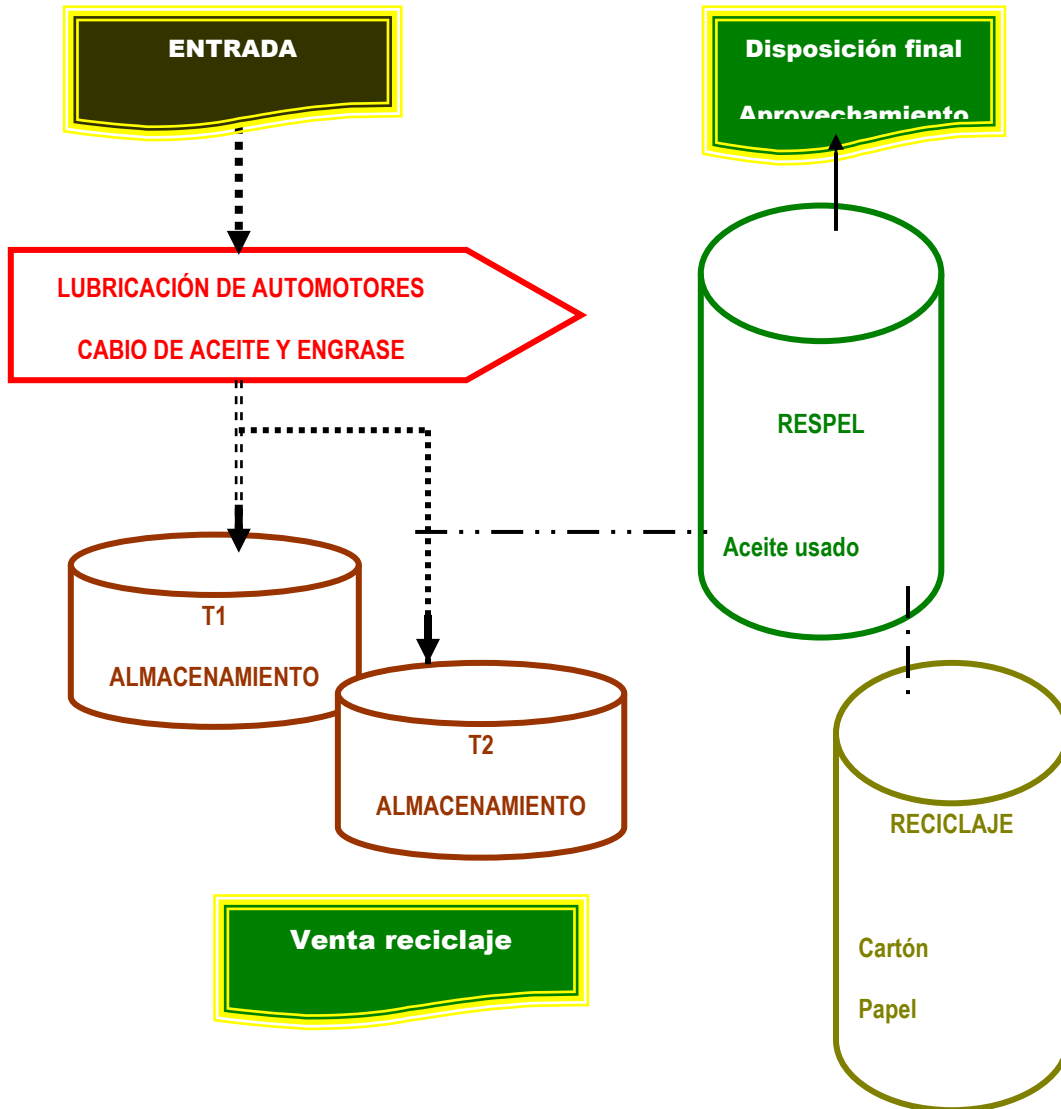 ENTRADA
Disposición final
Aprovechamiento
LUBRICACIÓN DE AUTOMOTORES
CABIO DE ACEITE Y ENGRASE
RESPEL
Aceite usado
T1
ALMACENAMIENTO
T2
ALMACENAMIENTO
RECICLAJE
Cartón
Papel
Venta reciclaje